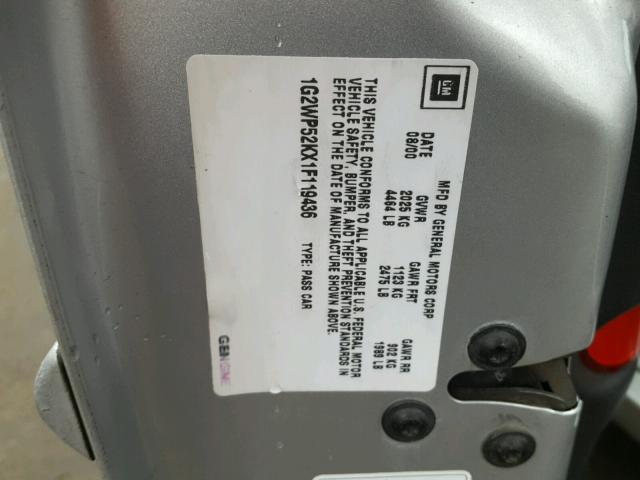 GM
MFD BY GENERAL MOTORS CORP
DATE GVWR GAWR FRT GAWR RR
08/00 2025 KG 1123 KG 902 KG
4464 LB 2475 LB 1989 LB
THIS VEHICLE CONFORMS TO ALL APPLICABLE U.S. FEDERAL MOTOR
VEHICLE SAFETY, BUMPER, AND THEFT PREVENTION STANDARDS IN
EFFECT ON THE DATE OF MANUFACTURE SHOWN ABOVE.
1G2WP52KX1F119436 TYPE: PASS CAR